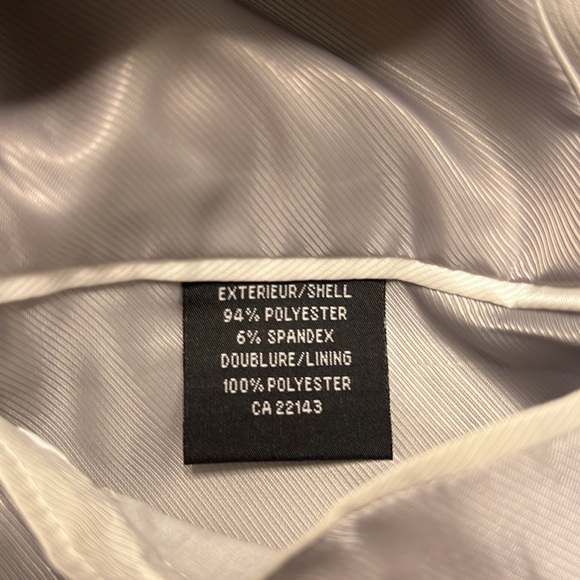 EXTERIEUR/SHELL
94% POLYESTER
6% SPANDEX
DOUBLURE/LINING
100% POLYESTER
CA 22143